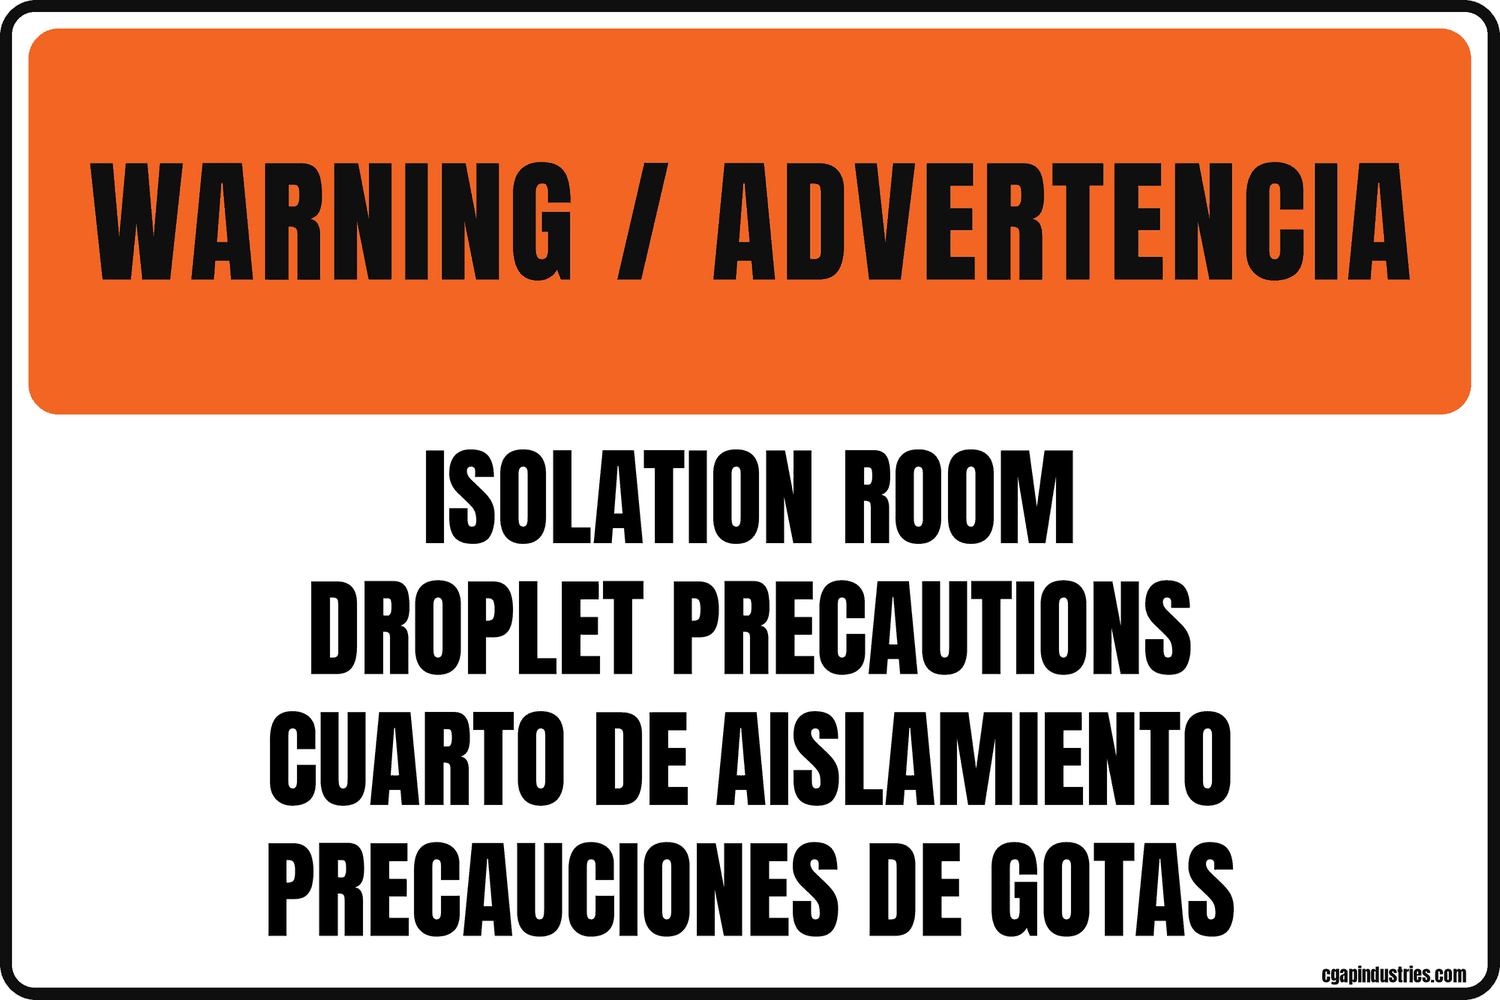 WARNING / ADVERTENCIA
ISOLATION ROOM
DROPLET PRECAUTIONS
CUARTO DE AISLAMIENTO
PRECAUCIONES DE GOTAS
cgapindustries.com